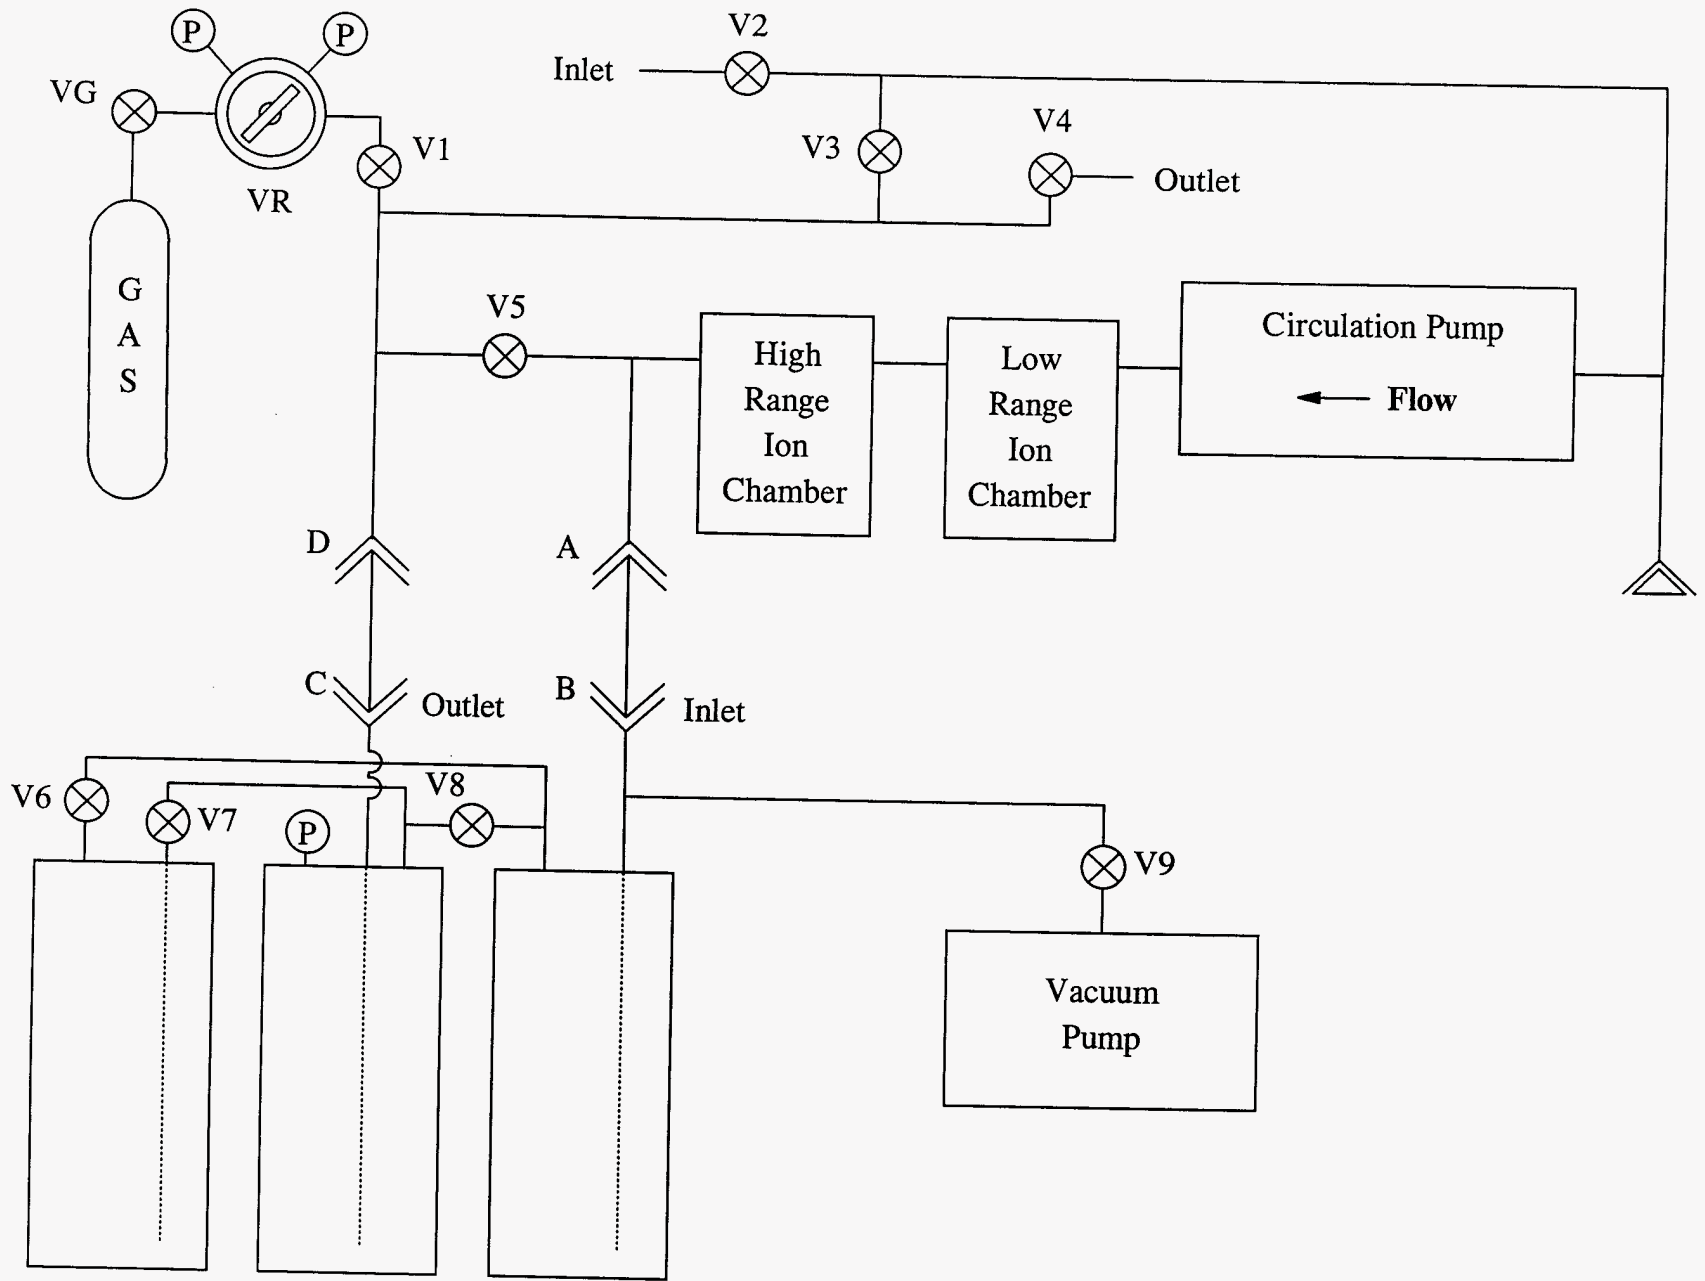 P
P
V2
Inlet
VG
V4
V3
V1
Outlet
VR
G
A
S
V5
Circulation Pump
Flow
High
Range
Ion
Chamber
Low
Range
Ion
Chamber
D
A
C
Outlet
B
Inlet
V6
V7
V8
P
V9
Vacuum
Pump